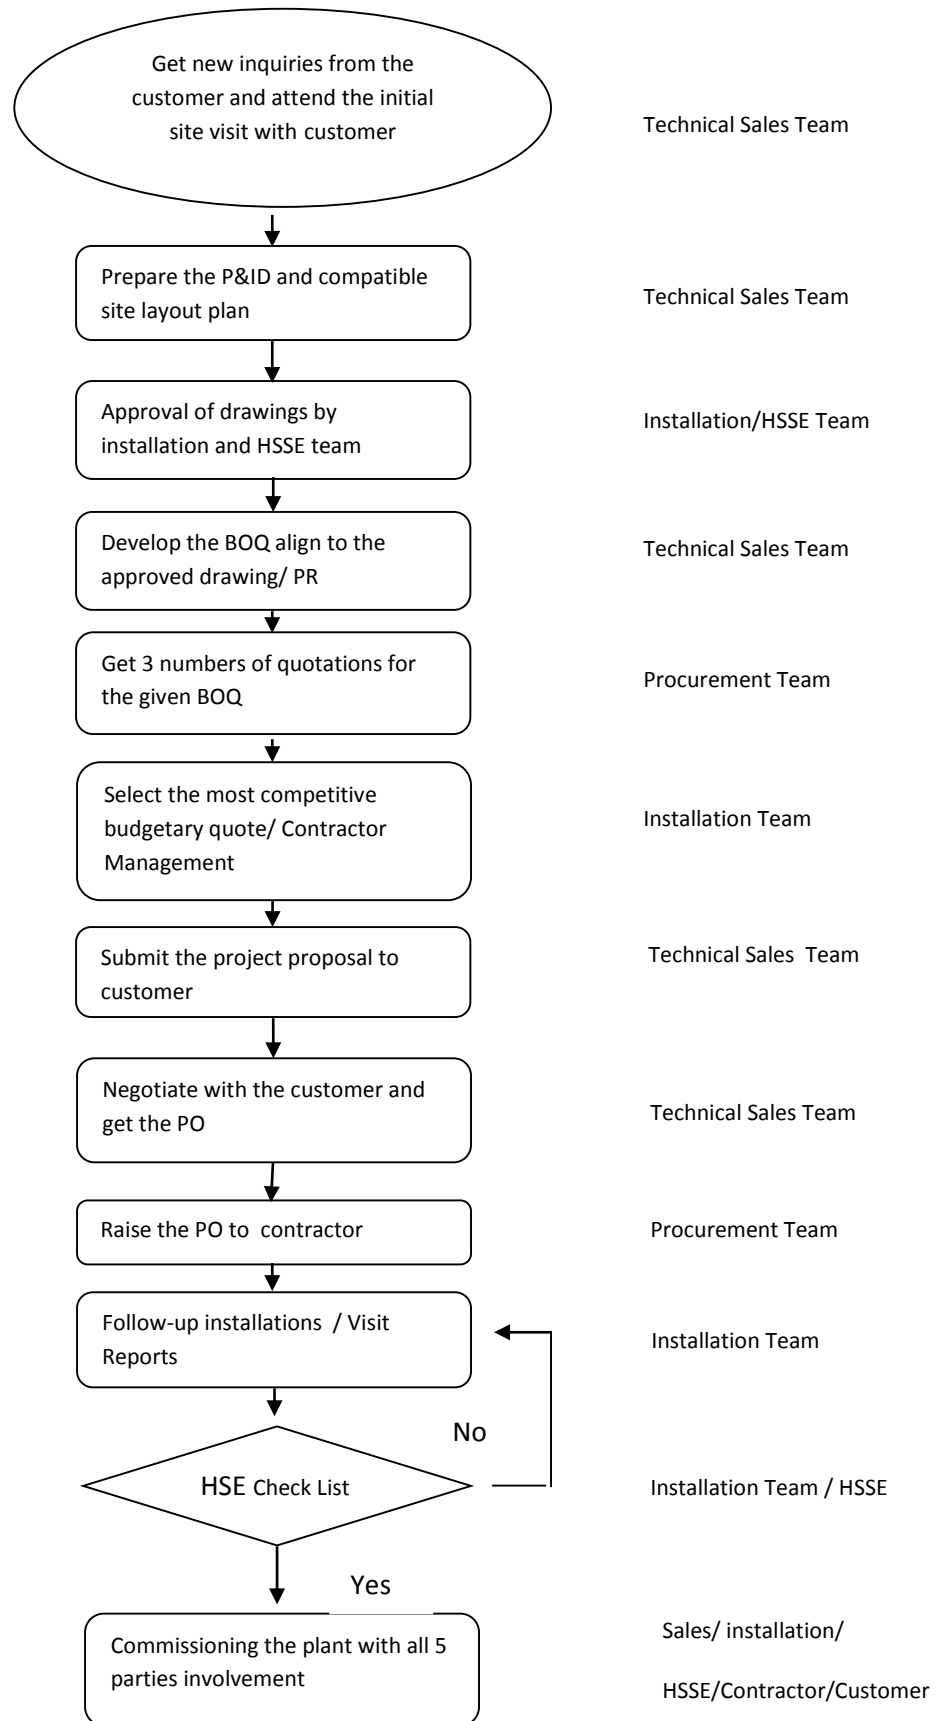 Get new inquiries from the
customer and attend the initial
site visit with customer
Technical Sales Team
Prepare the P&ID and compatible
site layout plan
Technical Sales Team
Approval of drawings by
installation and HSSE team
Installation/HSSE Team
Develop the BOQ align to the
approved drawing/ PR
Technical Sales Team
Get 3 numbers of quotations for
the given BOQ
Procurement Team
Select the most competitive
budgetary quote/ Contractor
Management
Installation Team
Submit the project proposal to
customer
Technical Sales Team
Negotiate with the customer and
get the PO
Technical Sales Team
Raise the PO to contractor
Procurement Team
Follow-up installations / Visit
Reports
Installation Team
No
HSE Check List
Installation Team / HSSE
Yes
Commissioning the plant with all 5
parties involvement
Sales/ installation/
HSSE/Contractor/Customer